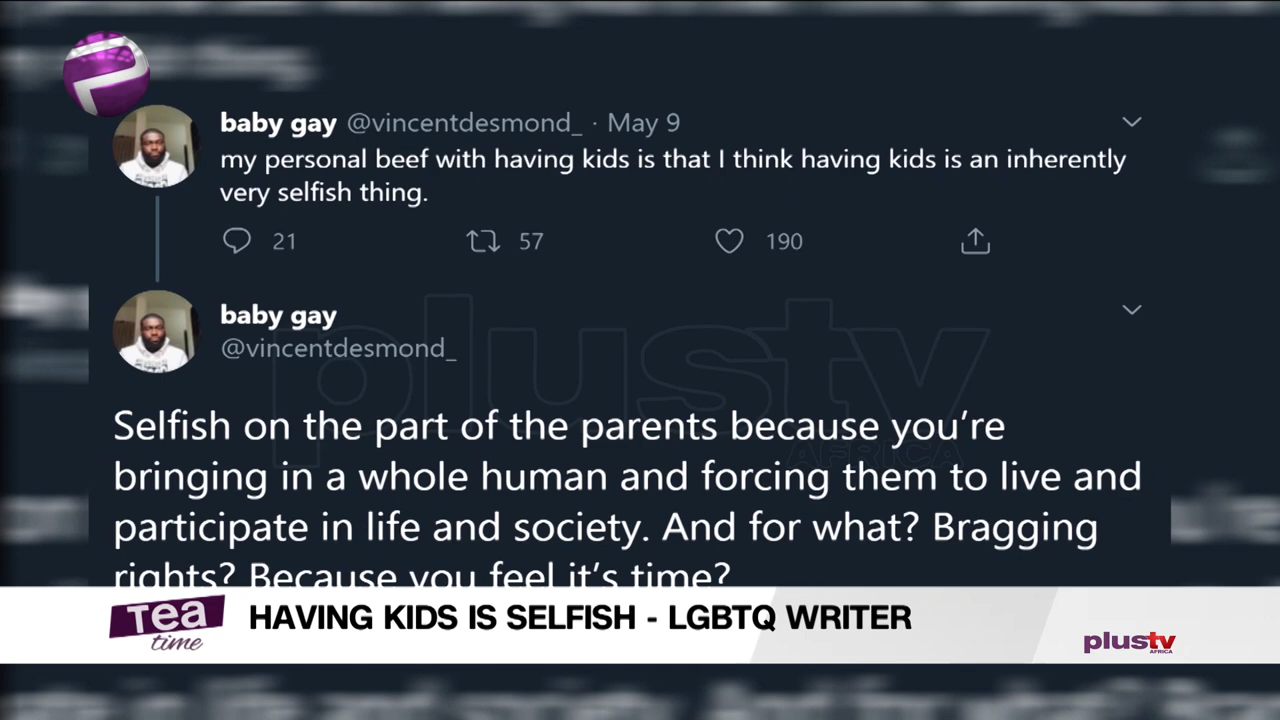 baby gay @vincentdesmond_ · May 9
my personal beef with having kids is that I think having kids is an inherently
very selfish thing.
21 57 190
baby gay
@vincentdesmond_
plustv
AFRICA
Selfish on the part of the parents because you’re
bringing in a whole human and forcing them to live and
participate in life and society. And for what? Bragging
rights? Because you feel it’s time?
Tea
time
HAVING KIDS IS SELFISH - LGBTQ WRITER
plustv
AFRICA